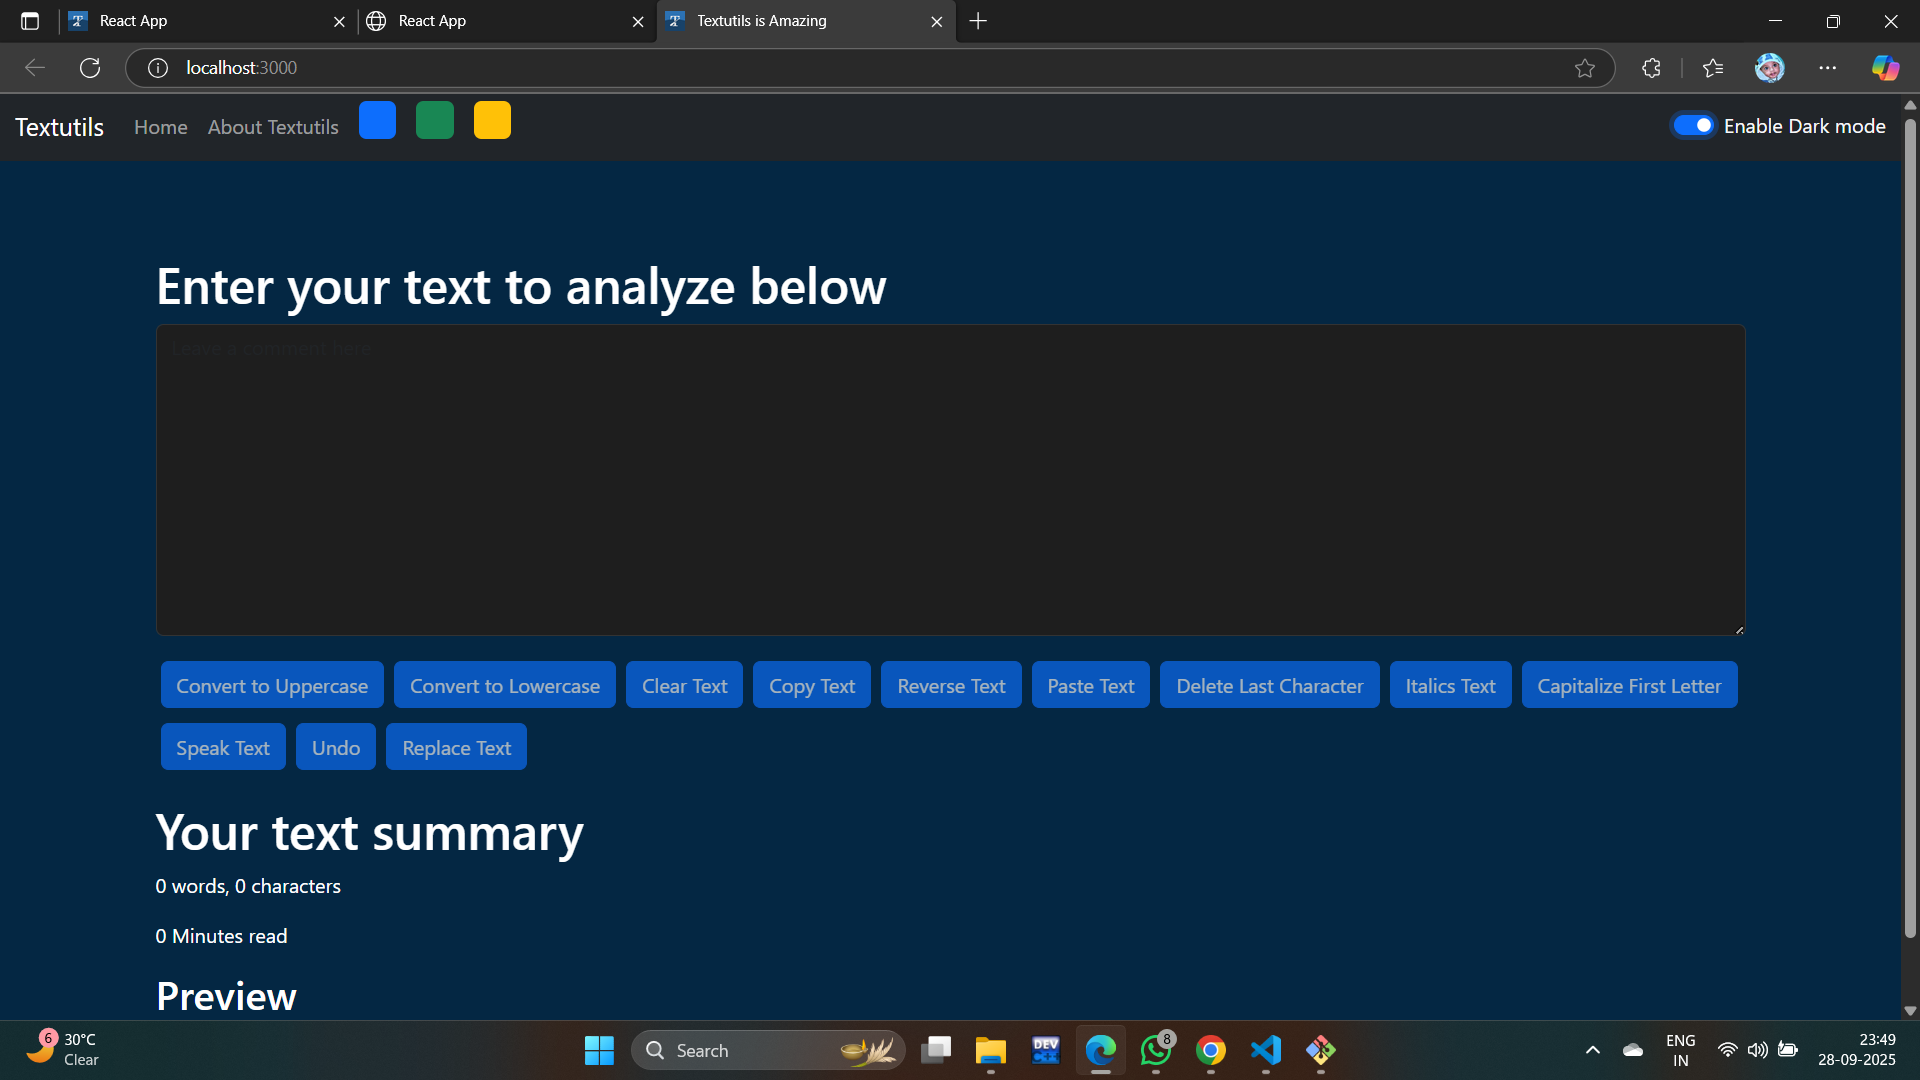 React App
React App
Textutils is Amazing
localhost:3000
Textutils Home About Textutils Enable Dark mode
Enter your text to analyze below
Leave a comment here
Convert to Uppercase Convert to Lowercase Clear Text Copy Text Reverse Text Paste Text Delete Last Character Italics Text Capitalize First Letter
Speak Text Undo Replace Text
Your text summary
0 words, 0 characters
0 Minutes read
Preview
6
30°C
Clear
Search
DEV
C++
8
ENG
IN
23:49
28-09-2025